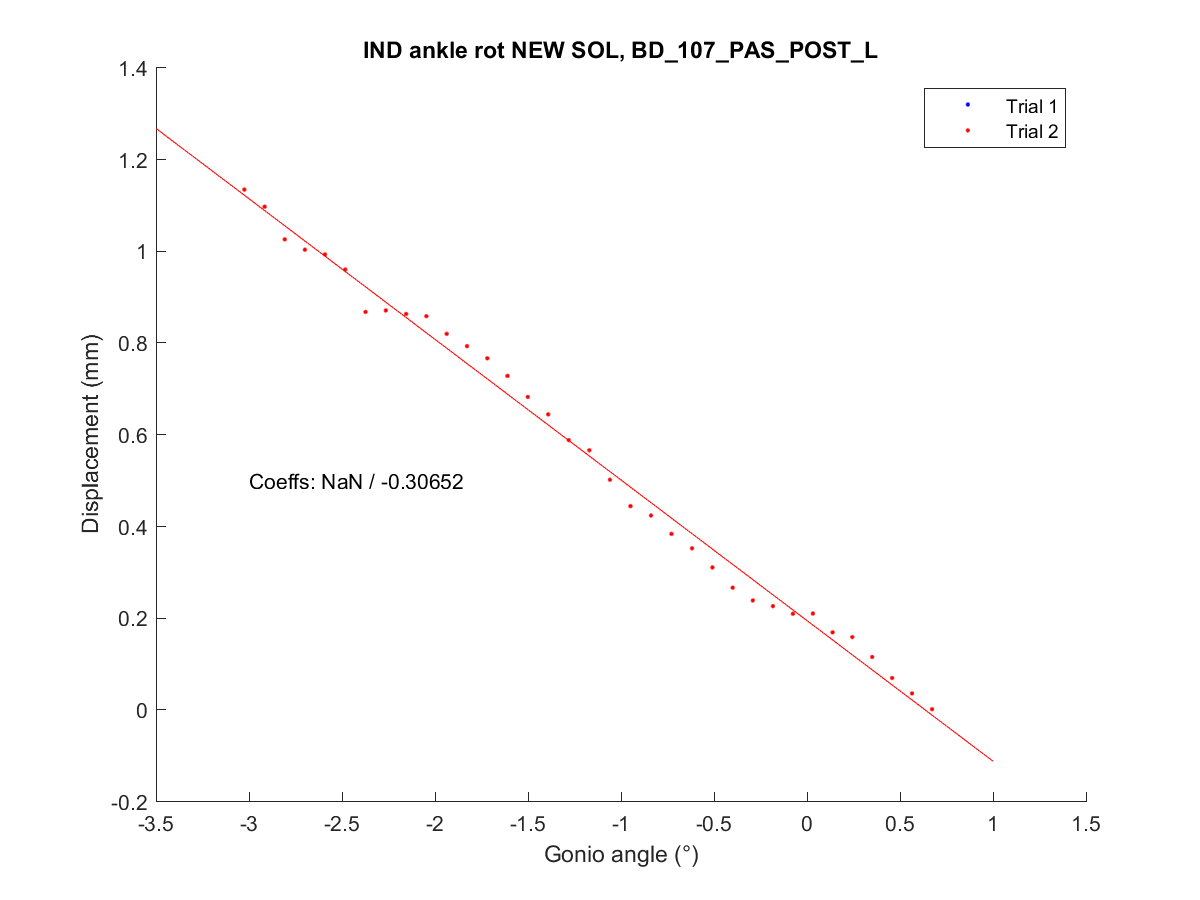 IND ankle rot NEW SOL, BD_107_PAS_POST_L
Trial 1
Trial 2
1.4
1.2
1
0.8
0.6
0.4
0.2
0
-0.2
Displacement (mm)
Coeffs: NaN / -0.30652
-3.5 -3 -2.5 -2 -1.5 -1 -0.5 0 0.5 1 1.5
Gonio angle (°)